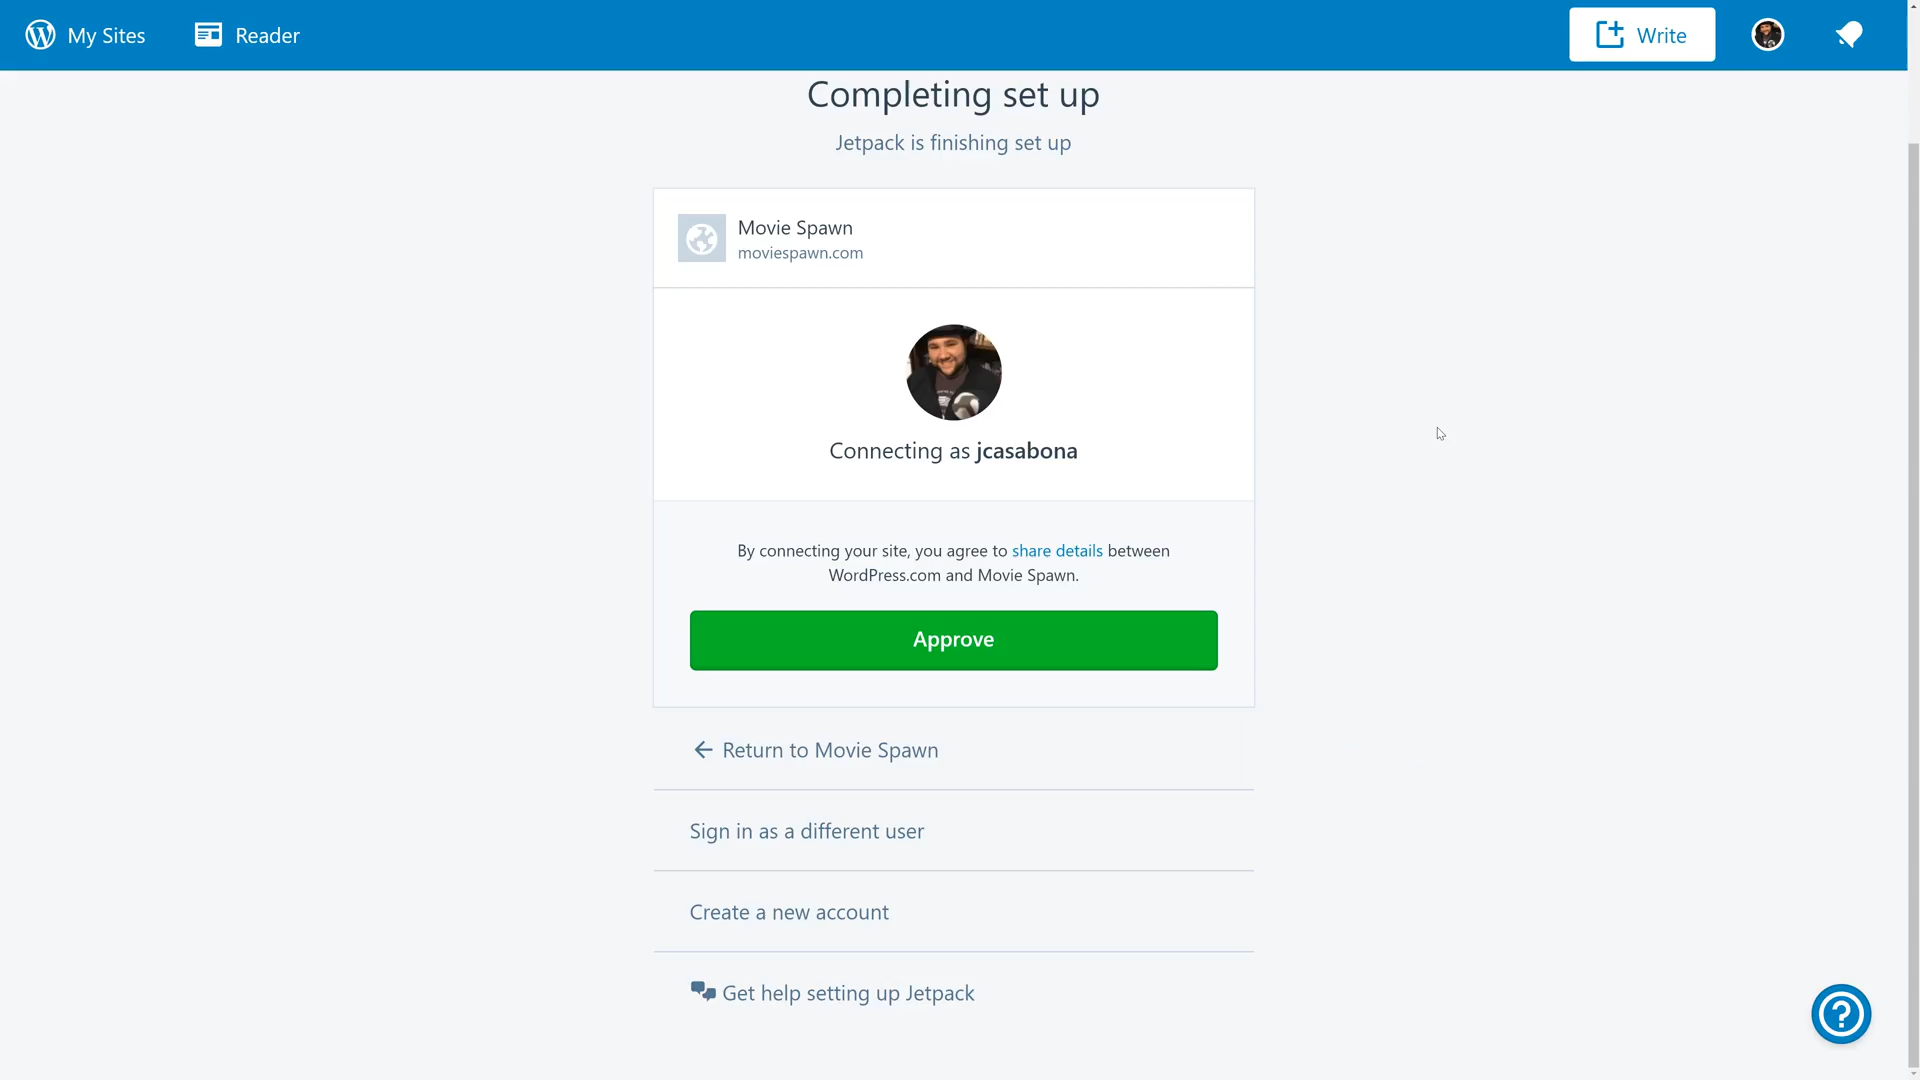 My Sites
Reader
Write
Completing set up
Jetpack is finishing set up
Movie Spawn
moviespawn.com
Connecting as jcasabona
By connecting your site, you agree to share details between
WordPress.com and Movie Spawn.
Approve
Return to Movie Spawn
Sign in as a different user
Create a new account
Get help setting up Jetpack